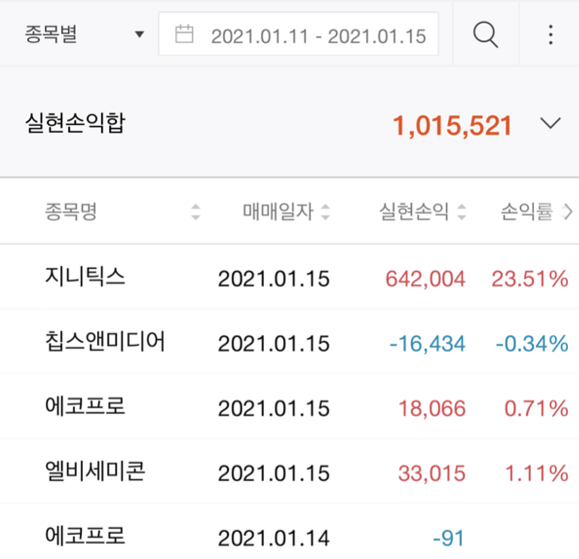 종목별 2021.01.11 - 2021.01.15
실현손익합 1,015,521
종목명 매매일자 실현손익 손익률
지니틱스 2021.01.15 642,004 23.51%
칩스앤미디어 2021.01.15 -16,434 -0.34%
에코프로 2021.01.15 18,066 0.71%
엘비세미콘 2021.01.15 33,015 1.11%
에코프로 2021.01.14 -91